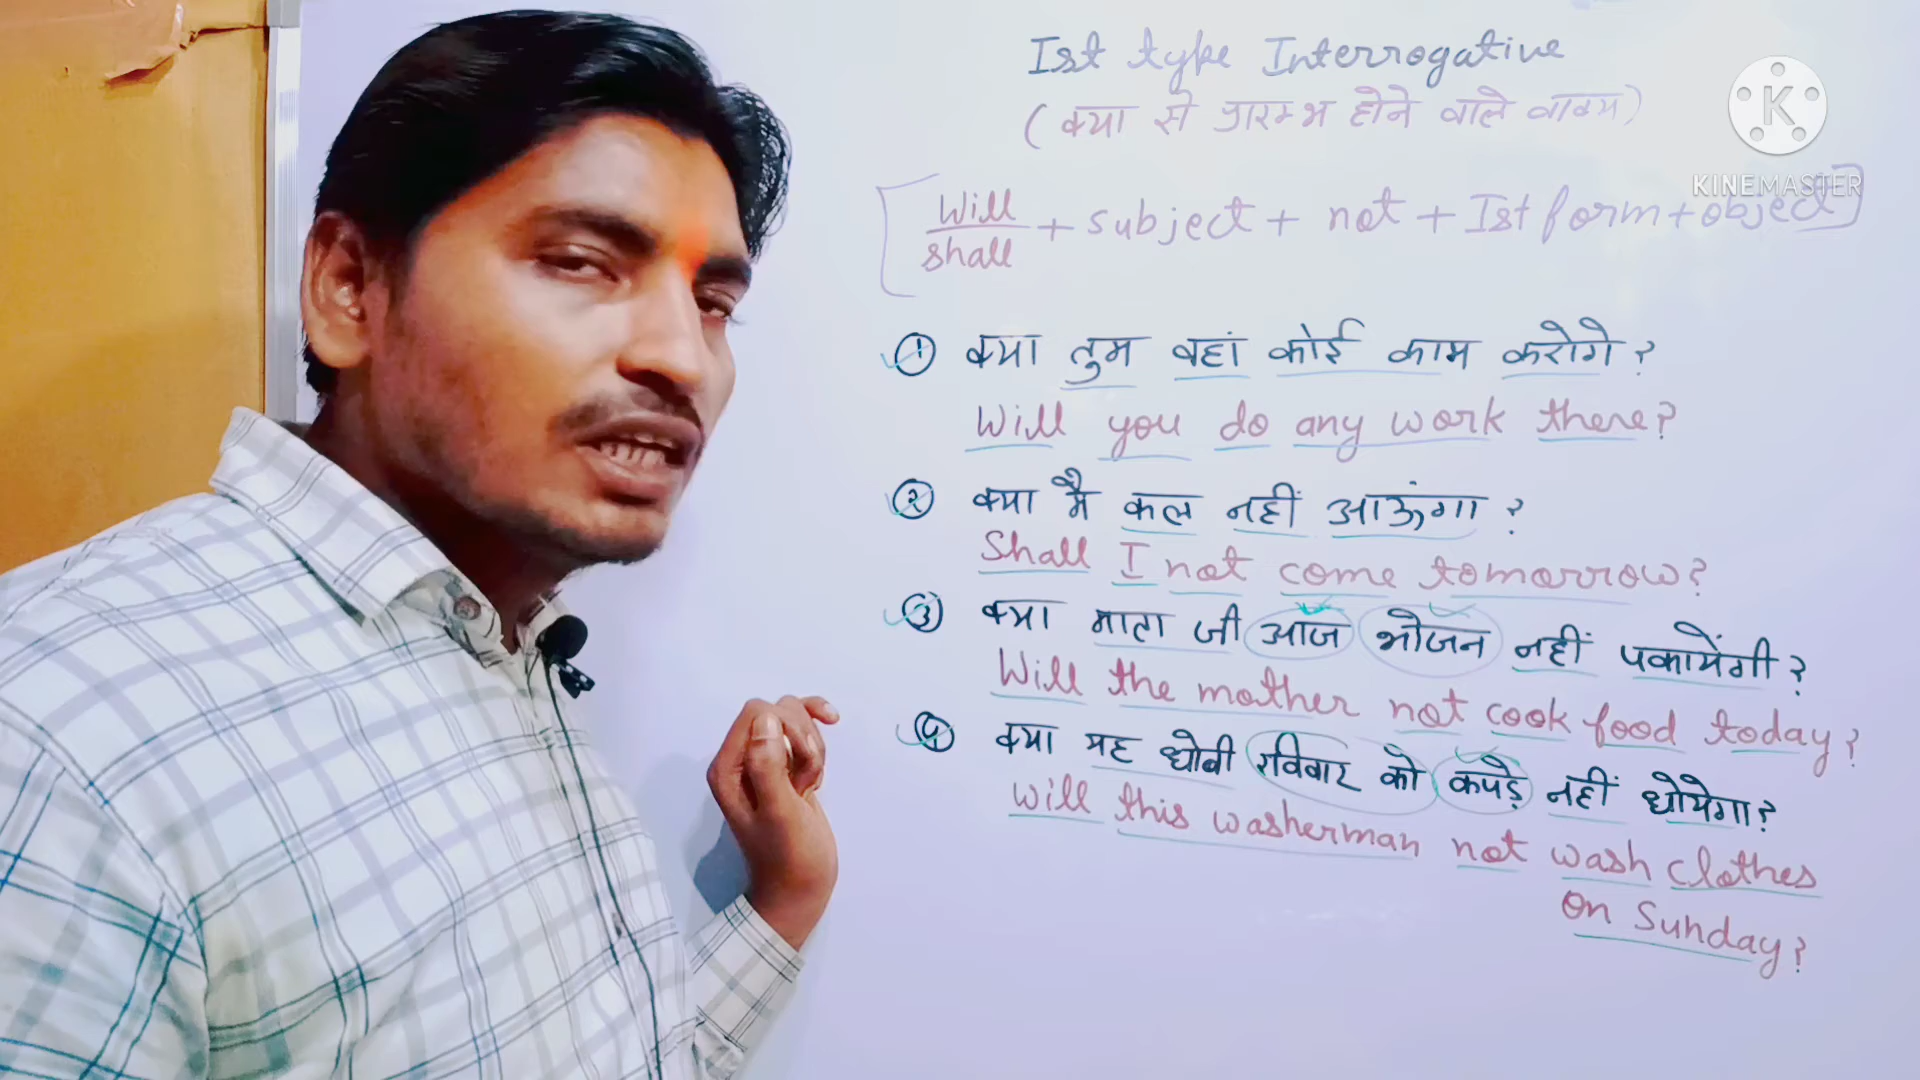 Ist type Interrogative
(क्या से प्रारम्भ होने वाले वाक्य)
K
KINEMASTER
[Will/shall + subject + not + Ist form + object]
① क्या तुम वहां कोई काम करोगे?
Will you do any work there?
② क्या मै कल नहीं आऊंगा?
Shall I not come tomorrow?
③ क्या माता जी आज भोजन नहीं पकायेंगी?
Will the mother not cook food today?
④ क्या यह धोबी रविवार को कपड़े नहीं धोयेगा?
Will this washerman not wash clothes
on Sunday?